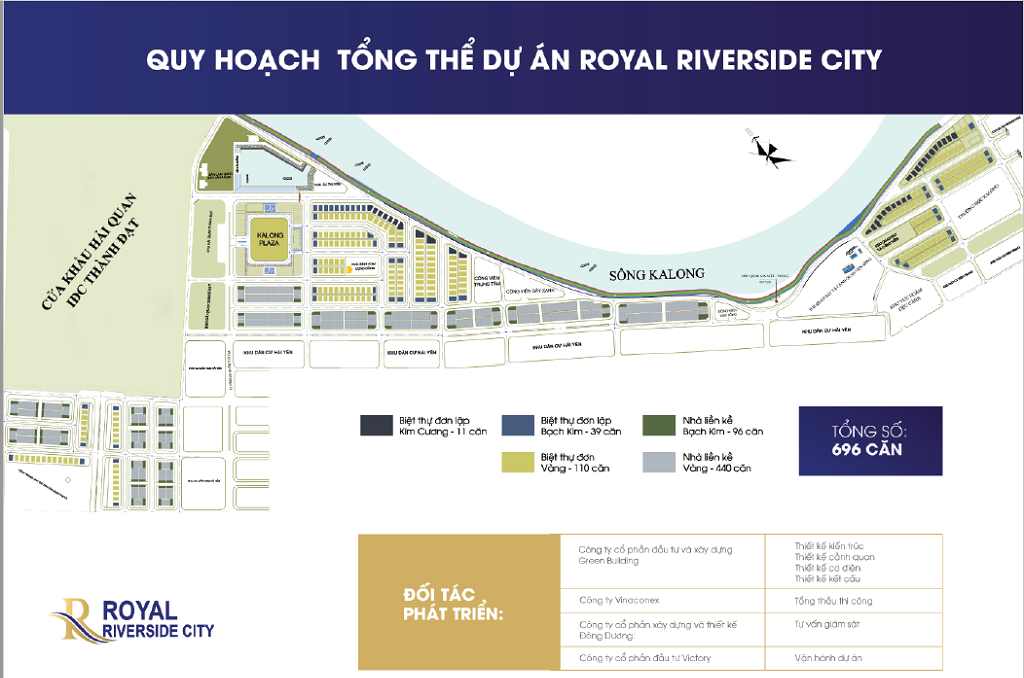 QUY HOẠCH TỔNG THỂ DỰ ÁN ROYAL RIVERSIDE CITY
CỬA KHẨU HẢI QUAN
IDC THÀNH ĐẠT
KALONG
PLAZA
SÔNG KALONG
CÔNG VIÊN
TRUNG TÂM
CÔNG VIÊN CÂY XANH
TRƯỜNG HỌC KALONG
KHU DÂN CƯ HẢI YÊN
KHU DÂN CƯ HẢI YÊN
KHU DÂN CƯ HẢI YÊN
KHU DÂN CƯ HẢI YÊN
Biệt thự đơn lập
Kim Cương - 11 căn
Biệt thự đơn lập
Bạch Kim - 39 căn
Nhà liền kề
Bạch Kim - 96 căn
Biệt thự đơn
Vàng - 110 căn
Nhà liền kề
Vàng - 440 căn
TỔNG SỐ:
696 CĂN
ĐỐI TÁC
PHÁT TRIỂN:
Công ty cổ phần đầu tư và xây dựng
Green Building
Thiết kế kiến trúc
Thiết kế cảnh quan
Thiết kế cơ điện
Thiết kế kết cấu
Công ty Vinaconex
Tổng thầu thi công
Công ty cổ phần xây dựng và thiết kế
Đông Dương:
Tư vấn giám sát
Công ty cổ phần đầu tư Victory
Vận hành dự án
R ROYAL
RIVERSIDE CITY